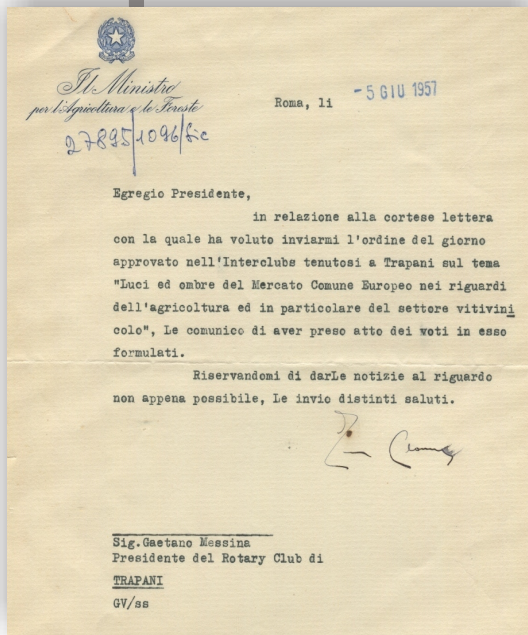 Il Ministro
per l'Agricoltura e le Foreste
Roma, li -5 GIU 1957
27895/1096/Sic
Egregio Presidente,
in relazione alla cortese lettera
con la quale ha voluto inviarmi l'ordine del giorno
approvato nell'Interclubs tenutosi a Trapani sul tema
"Luci ed ombre del Mercato Comune Europeo nei riguardi
dell'agricoltura ed in particolare del settore vitivini
colo", Le comunico di aver preso atto dei voti in esso
formulati.
Riservandomi di darLe notizie al riguardo
non appena possibile, Le invio distinti saluti.
Sig.Gaetano Messina
Presidente del Rotary Club di
TRAPANI
GV/ss